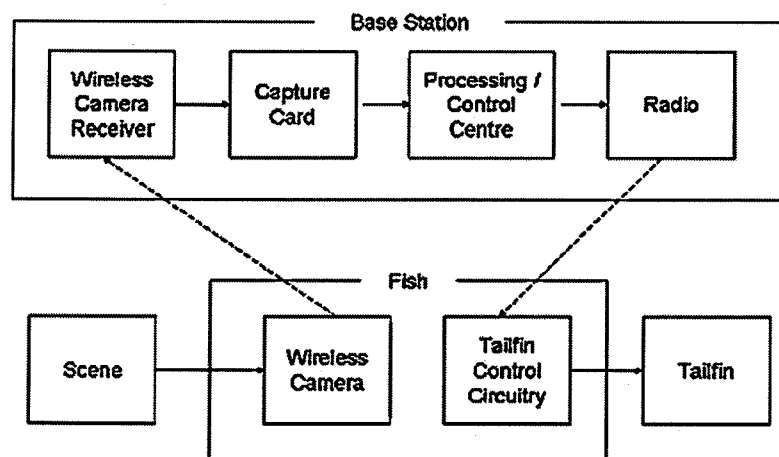 Base Station
Wireless
Camera
Receiver
Capture
Card
Processing /
Control
Centre
Radio
Fish
Scene
Wireless
Camera
Tailfin
Control
Circuitry
Tailfin